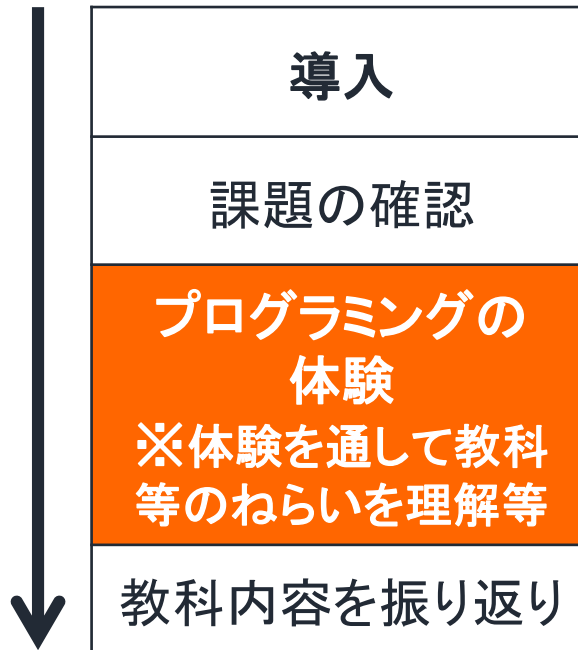 導入
課題の確認
プログラミングの
体験
※体験を通して教科
等のねらいを理解等
教科内容を振り返り